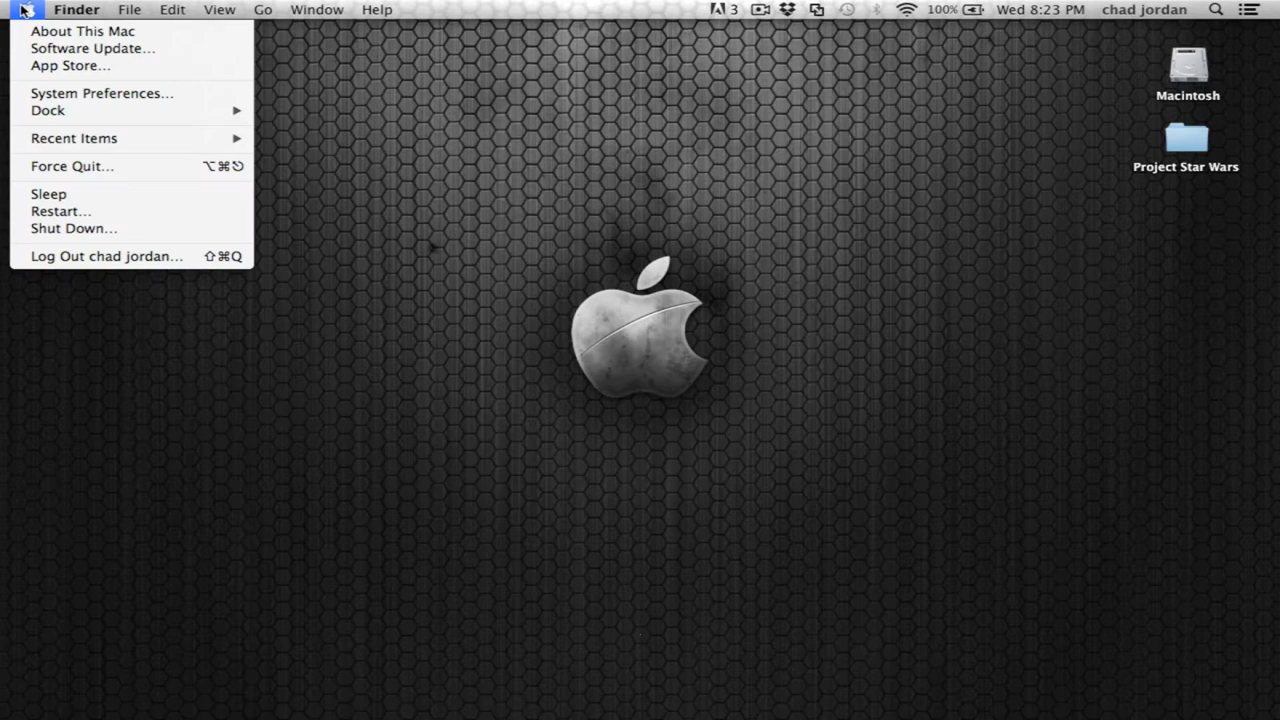 Finder File Edit View Go Window Help 3 100% Wed 8:23 PM chad jordan
About This Mac
Software Update...
App Store...
System Preferences...
Dock
Recent Items
Force Quit... ⌥⌘⎋
Sleep
Restart...
Shut Down...
Log Out chad jordan... ⇧⌘Q
Macintosh
Project Star Wars